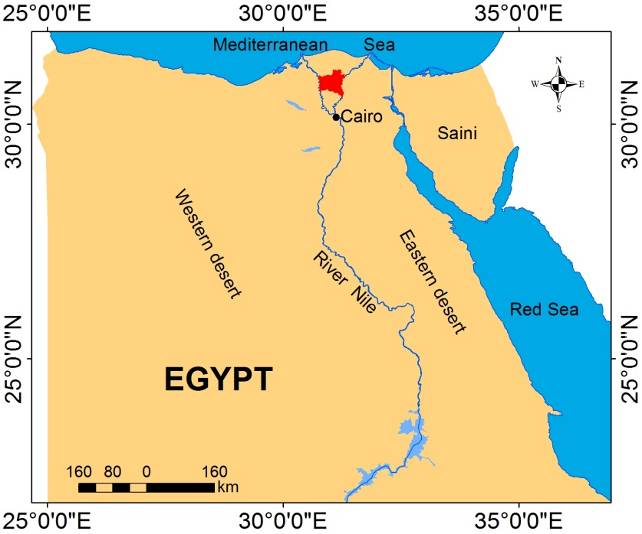 25°0'0"E 30°0'0"E 35°0'0"E
Mediterranean Sea
N
W E
S
Cairo
Saini
30°0'0"N 30°0'0"N
Western desert
Eastern desert
River Nile
Red Sea
25°0'0"N 25°0'0"N
EGYPT
160 80 0 160
km
25°0'0"E 30°0'0"E 35°0'0"E